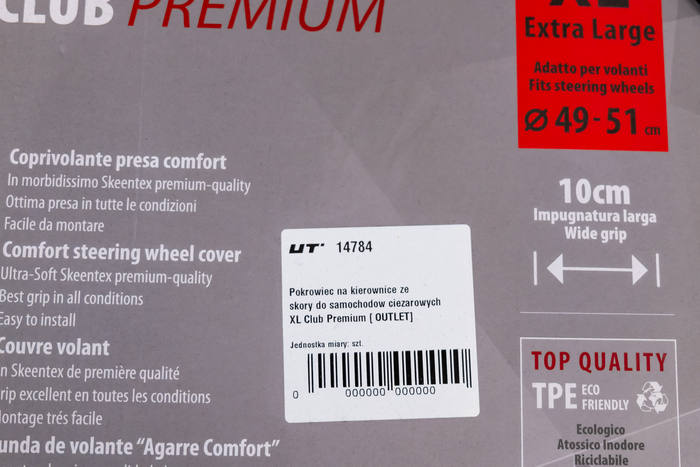 CLUB PREMIUM
Extra Large
Adatto per volanti
Fits steering wheels
Ø 49-51 cm
Coprivolante presa comfort
In morbidissimo Skeentex premium-quality
Ottima presa in tutte le condizioni
Facile da montare
Comfort steering wheel cover
Ultra-Soft Skeentex premium-quality
Best grip in all conditions
Easy to install
Couvre volant
En Skeentex de première qualité
rip excellent en toutes les conditions
Montage trés facile
unda de volante “Agarre Comfort”
10cm
Impugnatura larga
Wide grip
UT 14784
Pokrowiec na kierownice ze
skory do samochodow ciezarowych
XL Club Premium [ OUTLET]
Jednostka miary: szt.
0 000000 000000
TOP QUALITY
TPE ECO
FRIENDLY
Ecologico
Atossico Inodore
Riciclabile